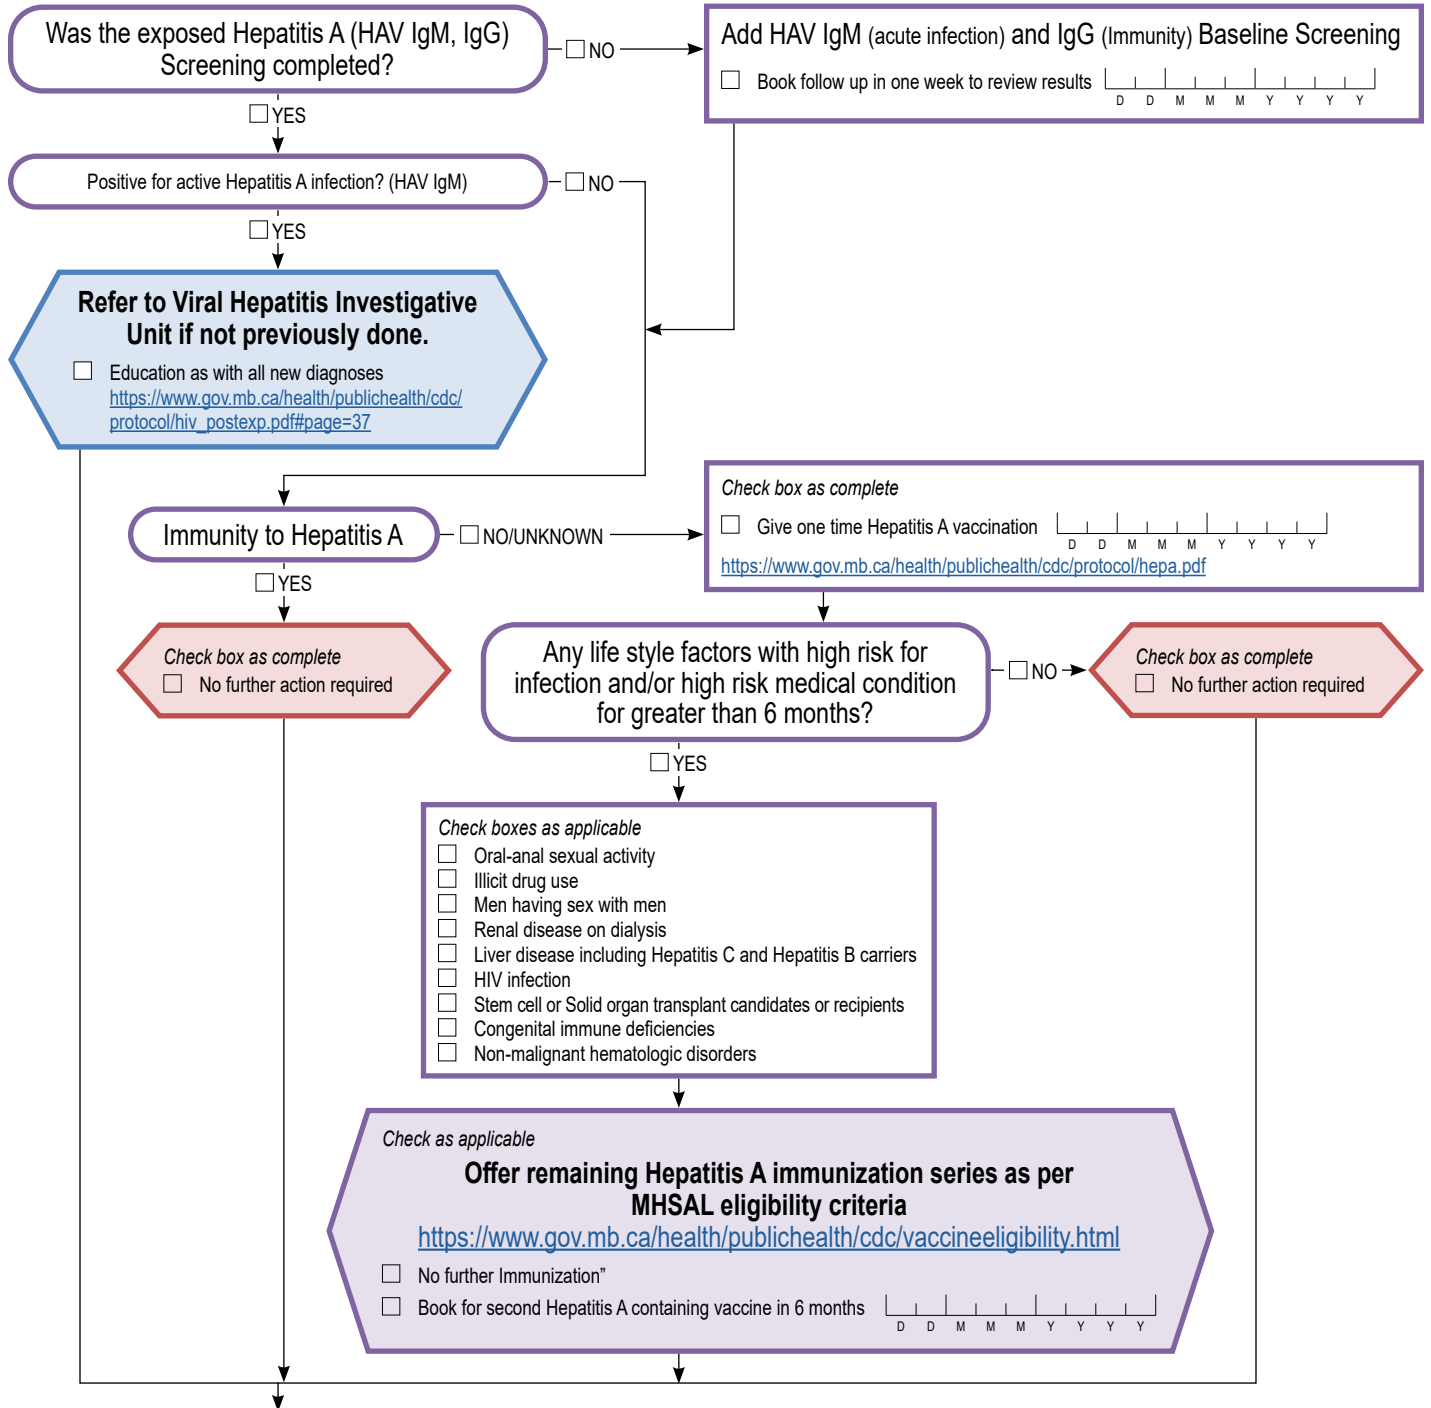 Was the exposed Hepatitis A (HAV IgM, IgG)
Screening completed?
NO
Add HAV IgM (acute infection) and IgG (Immunity) Baseline Screening
Book follow up in one week to review results
D D M M M Y Y Y Y
YES
Positive for active Hepatitis A infection? (HAV IgM)
NO
YES
Refer to Viral Hepatitis Investigative
Unit if not previously done.
Education as with all new diagnoses
https://www.gov.mb.ca/health/publichealth/cdc/
protocol/hiv_postexp.pdf#page=37
Immunity to Hepatitis A
NO/UNKNOWN
Check box as complete
Give one time Hepatitis A vaccination
D D M M M Y Y Y Y
https://www.gov.mb.ca/health/publichealth/cdc/protocol/hepa.pdf
YES
Check box as complete
No further action required
Any life style factors with high risk for
infection and/or high risk medical condition
for greater than 6 months?
NO
Check box as complete
No further action required
YES
Check boxes as applicable
Oral-anal sexual activity
Illicit drug use
Men having sex with men
Renal disease on dialysis
Liver disease including Hepatitis C and Hepatitis B carriers
HIV infection
Stem cell or Solid organ transplant candidates or recipients
Congenital immune deficiencies
Non-malignant hematologic disorders
Check as applicable
Offer remaining Hepatitis A immunization series as per
MHSAL eligibility criteria
https://www.gov.mb.ca/health/publichealth/cdc/vaccineeligibility.html
No further Immunization”
Book for second Hepatitis A containing vaccine in 6 months
D D M M M Y Y Y Y